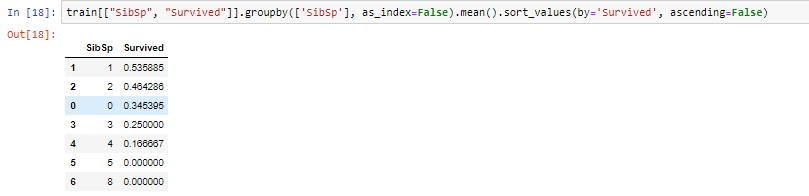 In [18]: train[["SibSp", "Survived"]].groupby(['SibSp'], as_index=False).mean().sort_values(by='Survived', ascending=False)
Out[18]:
SibSp Survived
1 1 0.535885
2 2 0.464286
0 0 0.345395
3 3 0.250000
4 4 0.166667
5 5 0.000000
6 8 0.000000